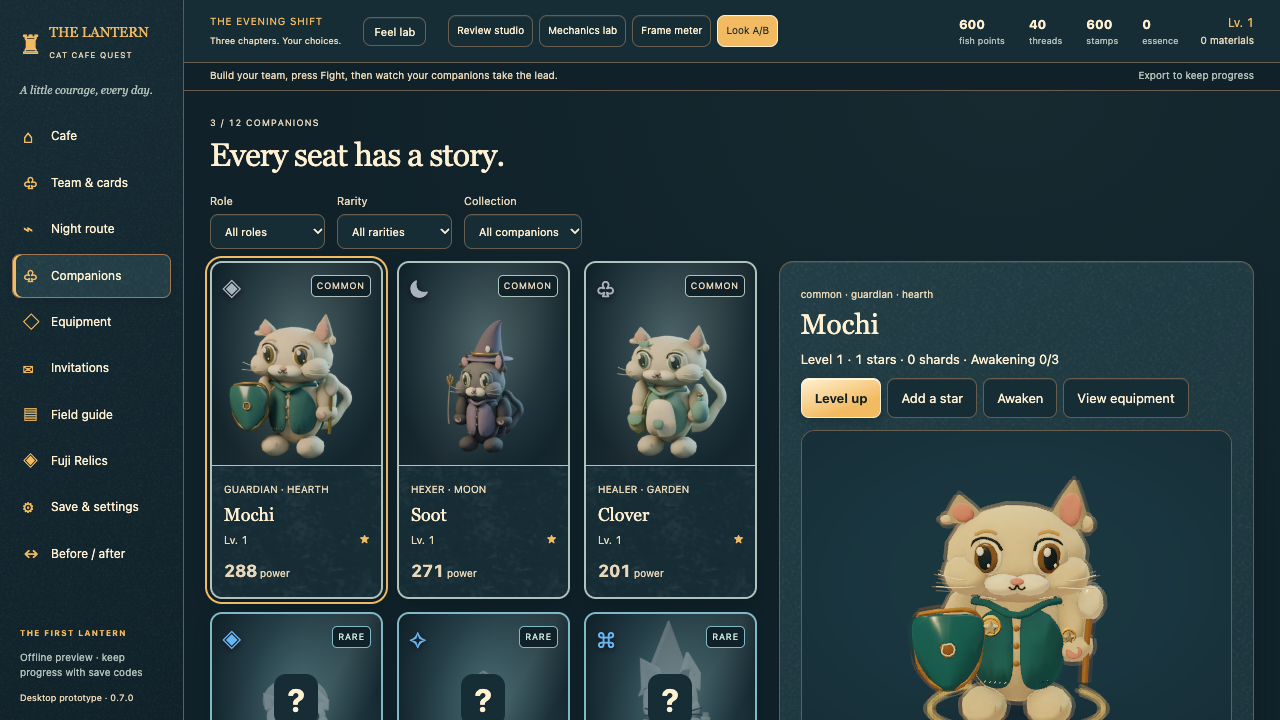 THE LANTERN
CAT CAFE QUEST
A little courage, every day.
Cafe
Team & cards
Night route
Companions
Equipment
Invitations
Field guide
Fuji Relics
Save & settings
Before / after
THE FIRST LANTERN
Offline preview · keep
progress with save codes
Desktop prototype · 0.7.0
THE EVENING SHIFT
Three chapters. Your choices.
Feel lab
Review studio
Mechanics lab
Frame meter
Look A/B
600
fish points
40
threads
600
stamps
0
essence
Lv. 1
0 materials
Build your team, press Fight, then watch your companions take the lead.
Export to keep progress
3 / 12 COMPANIONS
Every seat has a story.
Role
Rarity
Collection
All roles
All rarities
All companions
COMMON
GUARDIAN · HEARTH
Mochi
Lv. 1
288 power
COMMON
HEXER · MOON
Soot
Lv. 1
271 power
COMMON
HEALER · GARDEN
Clover
Lv. 1
201 power
RARE
?
RARE
?
RARE
?
common · guardian · hearth
Mochi
Level 1 · 1 stars · 0 shards · Awakening 0/3
Level up
Add a star
Awaken
View equipment